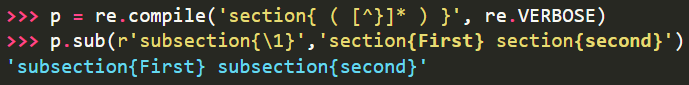 >>> p = re.compile('section{ ( [^}]* ) }', re.VERBOSE)
>>> p.sub(r'subsection{\1}','section{First} section{second}')
'subsection{First} subsection{second}'